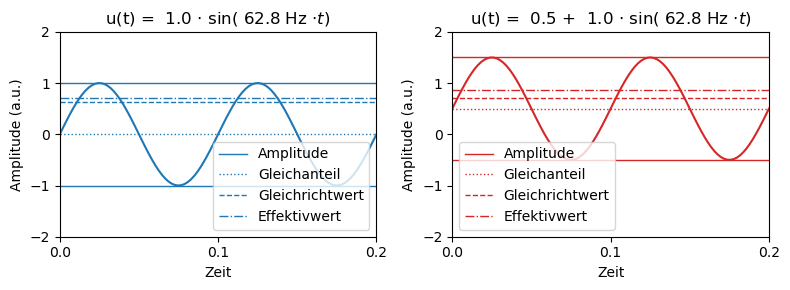 u(t) = 1.0 · sin( 62.8 Hz ·t)
Amplitude (a.u.)
2
1
0
−1
−2
Amplitude
Gleichanteil
Gleichrichtwert
Effektivwert
0.0
0.1
0.2
Zeit
u(t) = 0.5 + 1.0 · sin( 62.8 Hz ·t)
Amplitude (a.u.)
2
1
0
−1
−2
Amplitude
Gleichanteil
Gleichrichtwert
Effektivwert
0.0
0.1
0.2
Zeit